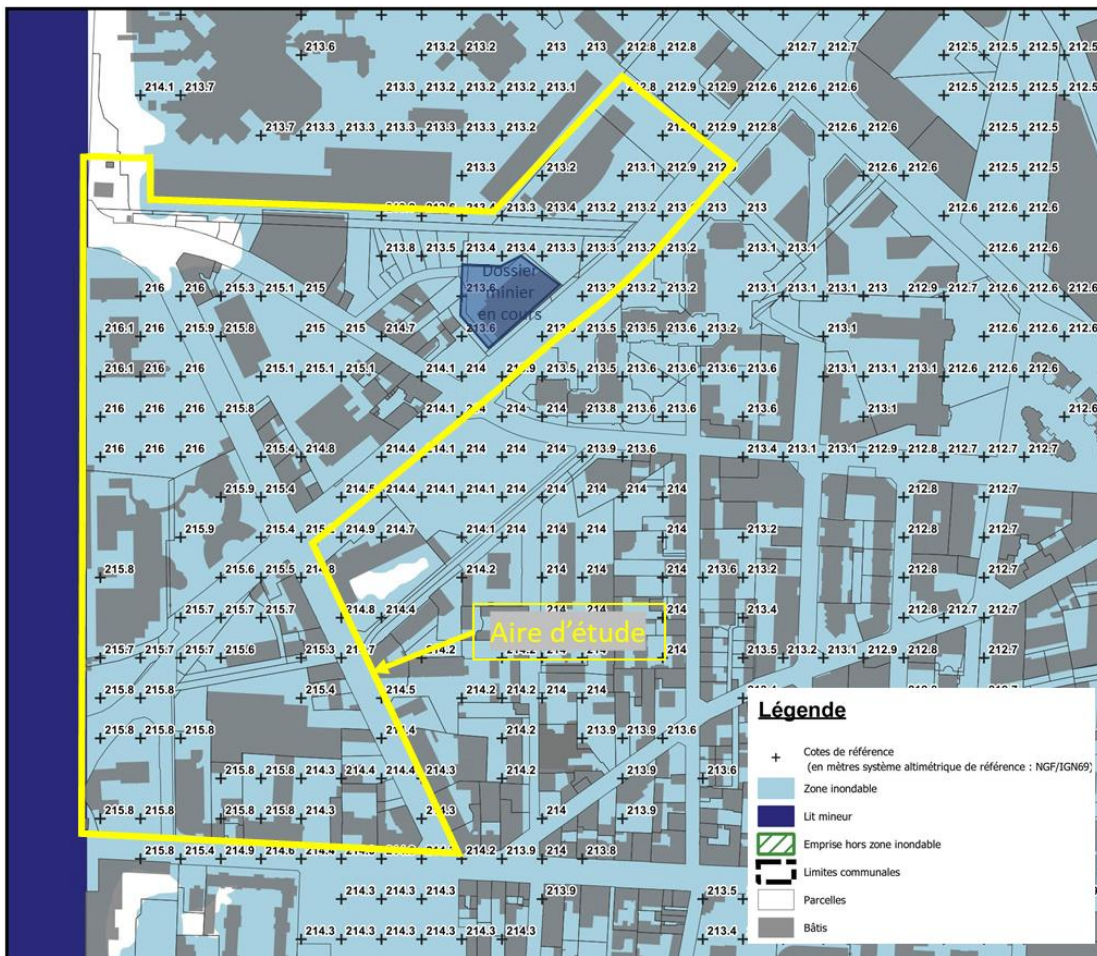 213.6 213.2 213.2 213 213 212.8 212.8 212.7 212.7 212.5 212.5 212.5 212.5
214.1 213.7 213.3 213.2 213.2 213.2 213.1 212.8 212.9 212.9 212.6 212.6 212.6 212.5 212.5 212.5 212.5
213.7 213.3 213.3 213.3 213.3 213.3 213.2 212.9 212.9 212.8 212.6 212.6 212.5 212.5
213.3 213.2 213.1 212.9 212.6 212.6 212.5 212.5
213.4 213.3 213.4 213.2 213.2 213 213 212.6 212.6 212.6
213.8 213.5 213.4 213.4 213.3 213.3 213.2 213.2 213.1 213.1 212.6 212.6
Dossier
minier
en cours
216 216 215.3 215.1 215 213.6 213.2 213.2 213.1 213.1 213.1 213 212.9 212.7 212.6 212.6 212.6
216.1 216 215.9 215.8 215 215 214.7 213.6 213.5 213.5 213.6 213.2 213.1 212.6 212.6 212.6
216.1 216 216 215.1 215.1 215.1 214.1 214 213.5 213.5 213.6 213.6 213.6 213.6 213.1 213.1 213.1 212.6 212.6 212.6
216 216 216 215.8 214.1 214 214 213.8 213.6 213.6 213.6 213.1 212.6
216 216 216 215.4 214.8 214.4 214.1 214 214 214 213.9 213.6 213.4 213.1 213.1 212.9 212.8 212.7 212.7 212.7
215.9 215.4 214.5 214.4 214.1 214.1 214 214 214 214 214 212.8 212.7
215.9 215.4 214.9 214.7 214.1 214 214 214 214 213.2 212.8 212.7
215.8 215.6 215.5 214.8 214.2 214 214 214 213.6 213.2 212.8 212.7
215.7 215.7 215.7 214.8 214.4 214 214 214 213.4 212.8 212.7 212.7
Aire d’étude
215.7 215.7 215.7 215.6 215.3 214.2 214 213.5 213.2 213.1 212.9 212.8 212.7
215.8 215.8 215.4 214.5 214.2 214.2 214 214
215.8 215.8 215.8 214.4 214.2 213.9 213.9 213.6
215.8 215.8 214.3 214.4 214.4 214.3 214.2 213.9 213.6
215.8 215.8 215.8 215.8 214.3 214.3 214 213.9
215.8 215.4 214.9 214.6 214.4 214.2 213.9 214 213.8
214.3 214.3 214.3 213.9 213.5
214.3 214.3 214.3 214.3 214.3 214.3 213.4
Légende
Cotes de référence
(en mètres système altimétrique de référence : NGF/IGN69)
Zone inondable
Lit mineur
Emprise hors zone inondable
Limites communales
Parcelles
Bâtis